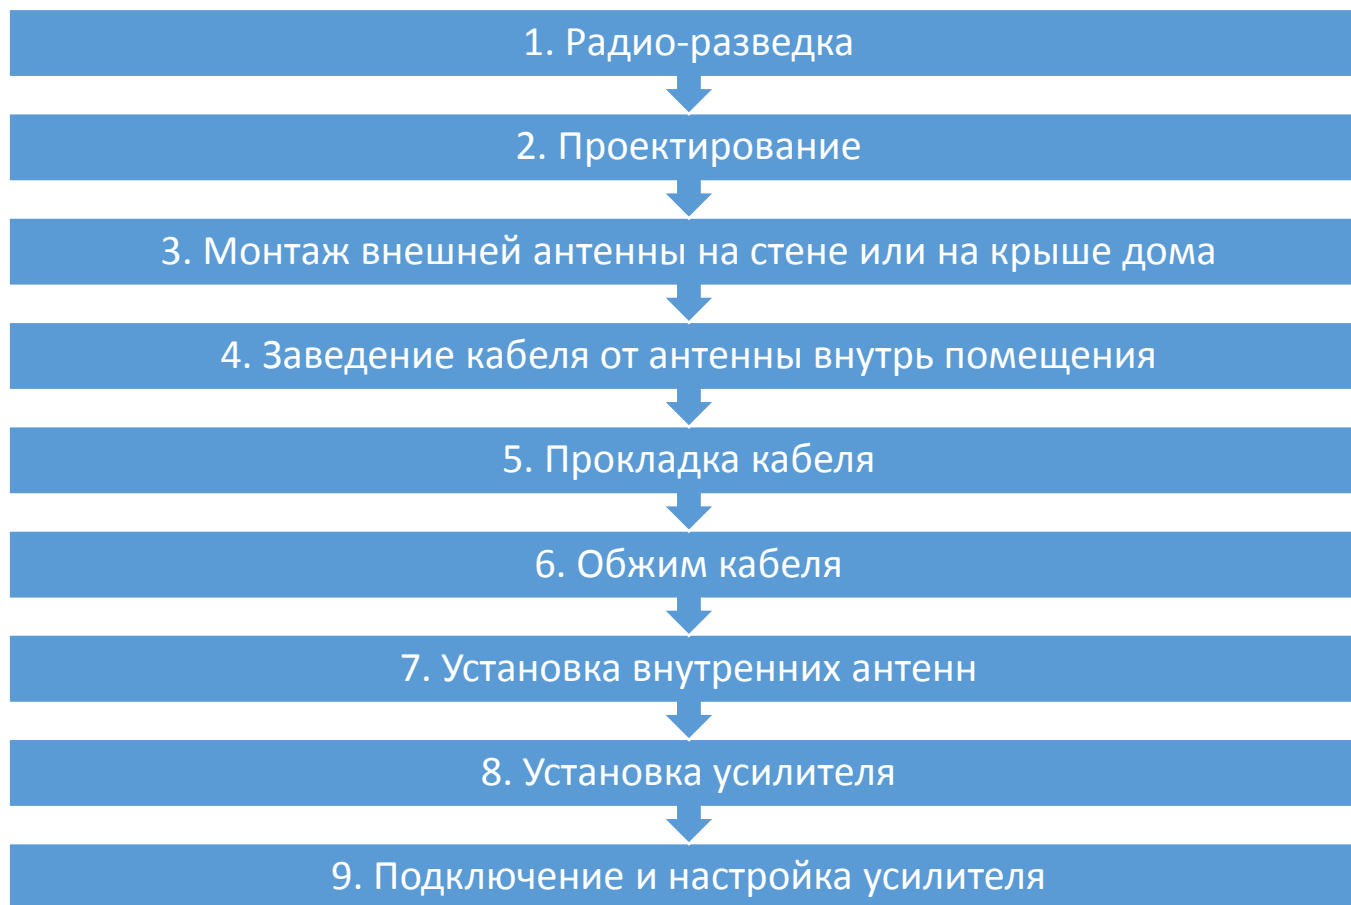 1. Радио-разведка
2. Проектирование
3. Монтаж внешней антенны на стене или на крыше дома
4. Заведение кабеля от антенны внутрь помещения
5. Прокладка кабеля
6. Обжим кабеля
7. Установка внутренних антенн
8. Установка усилителя
9. Подключение и настройка усилителя